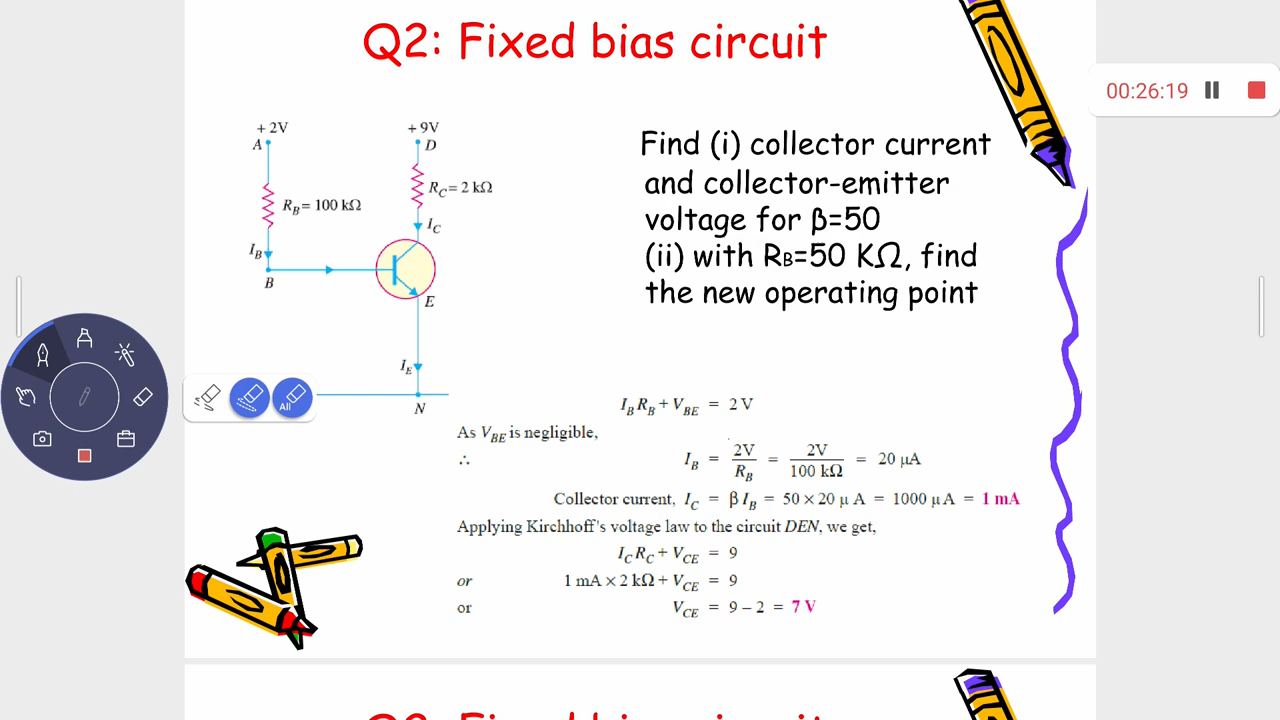 Q2: Fixed bias circuit
00:26:19
+ 2V
A
+ 9V
D
R_B = 100 kΩ
R_C = 2 kΩ
I_C
I_B
B
E
I_E
N
All
Find (i) collector current
and collector-emitter
voltage for β=50
(ii) with RB=50 KΩ, find
the new operating point
I_B R_B + V_BE = 2 V
As V_BE is negligible,
∴ I_B = 2V/R_B = 2V/100 kΩ = 20 µA
Collector current, I_C = β I_B = 50 × 20 µ A = 1000 µ A = 1 mA
Applying Kirchhoff's voltage law to the circuit DEN, we get,
I_C R_C + V_CE = 9
or 1 mA × 2 kΩ + V_CE = 9
or V_CE = 9 – 2 = 7 V